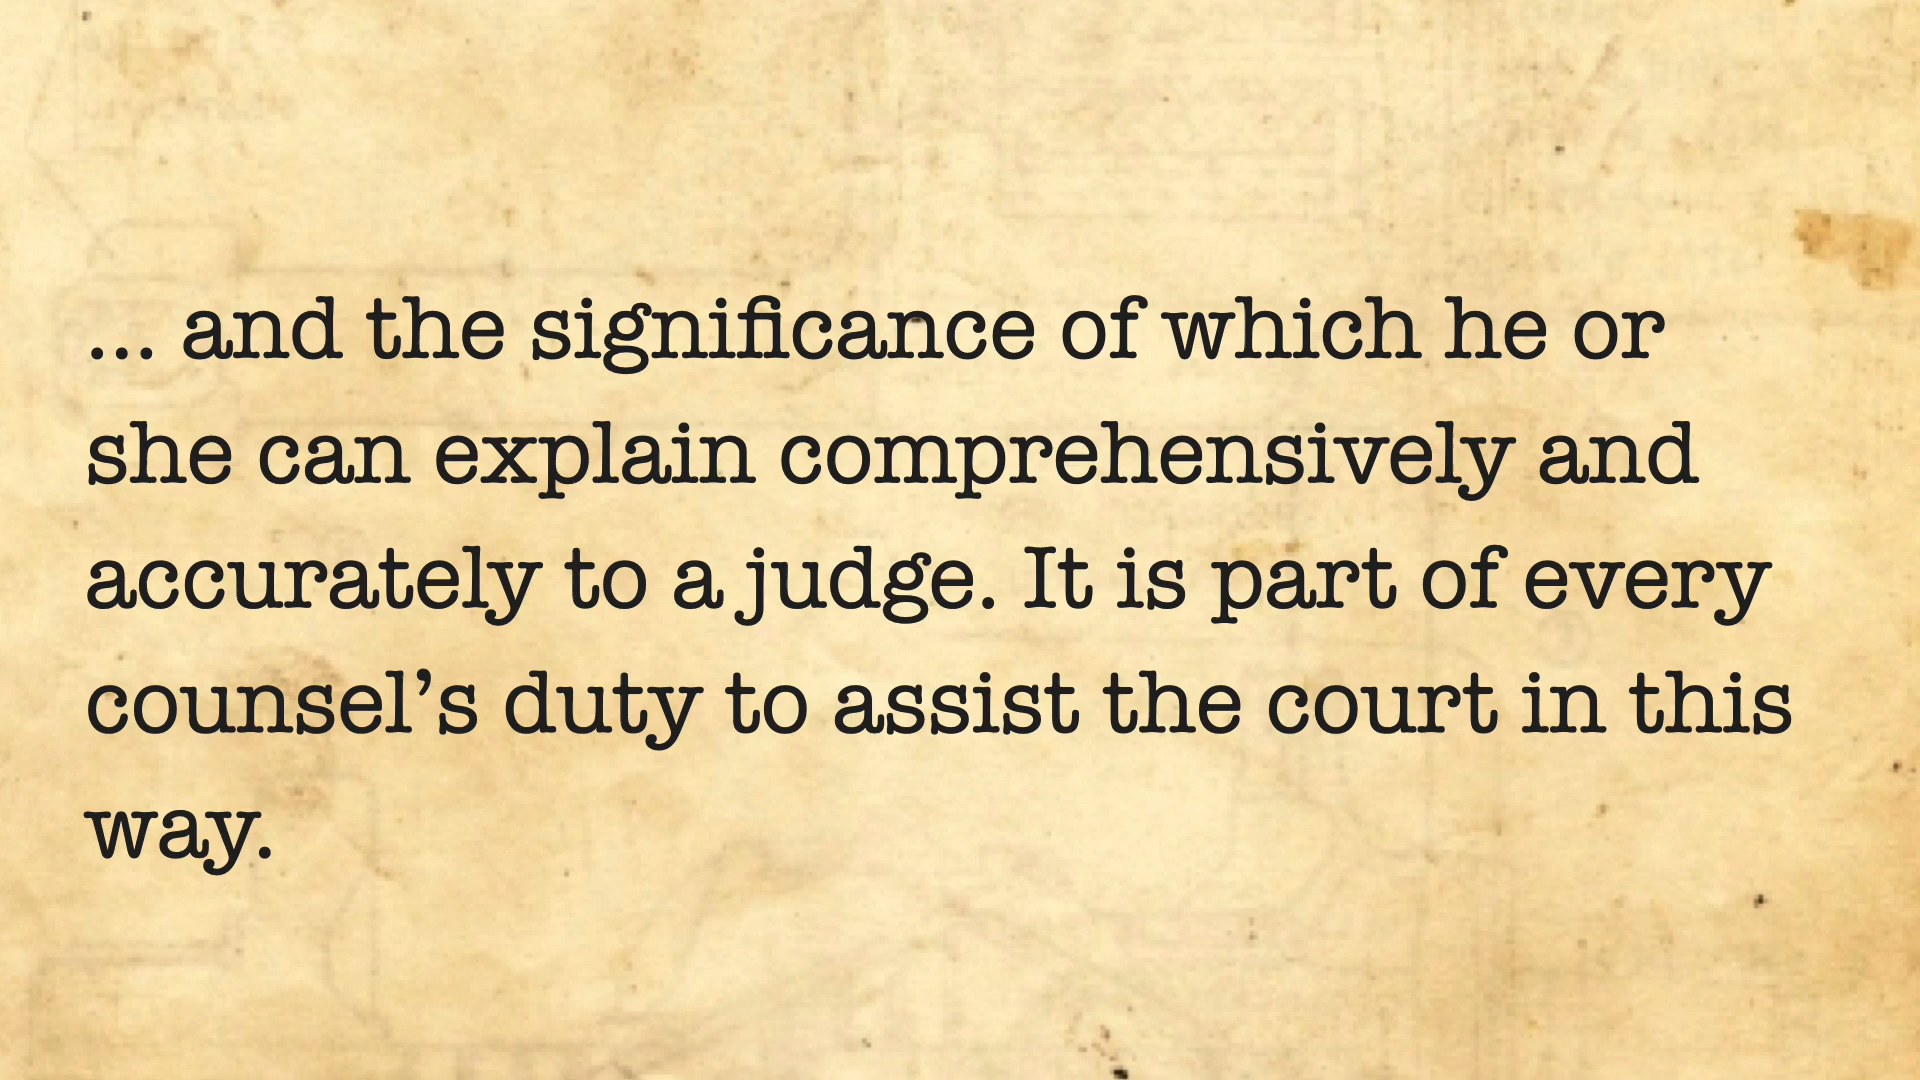 ... and the significance of which he or
she can explain comprehensively and
accurately to a judge. It is part of every
counsel’s duty to assist the court in this
way.